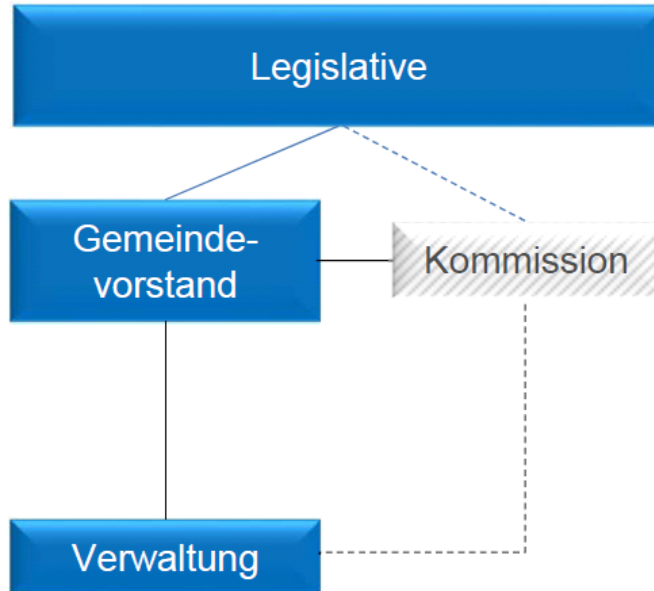 Legislative
Gemeinde-
vorstand
Kommission
Verwaltung